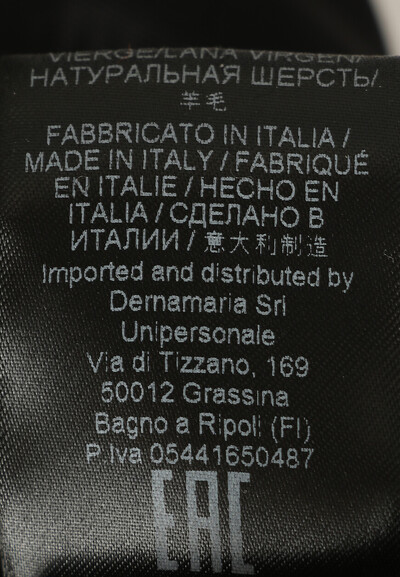 VIERGE/LANA VIRGEN/
НАТУРАЛЬНАЯ ШЕРСТЬ/
羊毛
FABBRICATO IN ITALIA /
MADE IN ITALY / FABRIQUÉ
EN ITALIE / HECHO EN
ITALIA / СДЕЛАНО В
ИТАЛИИ / 意大利制造
Imported and distributed by
Dernamaria Srl
Unipersonale
Via di Tizzano, 169
50012 Grassina
Bagno a Ripoli (FI)
P.Iva 05441650487
EAC